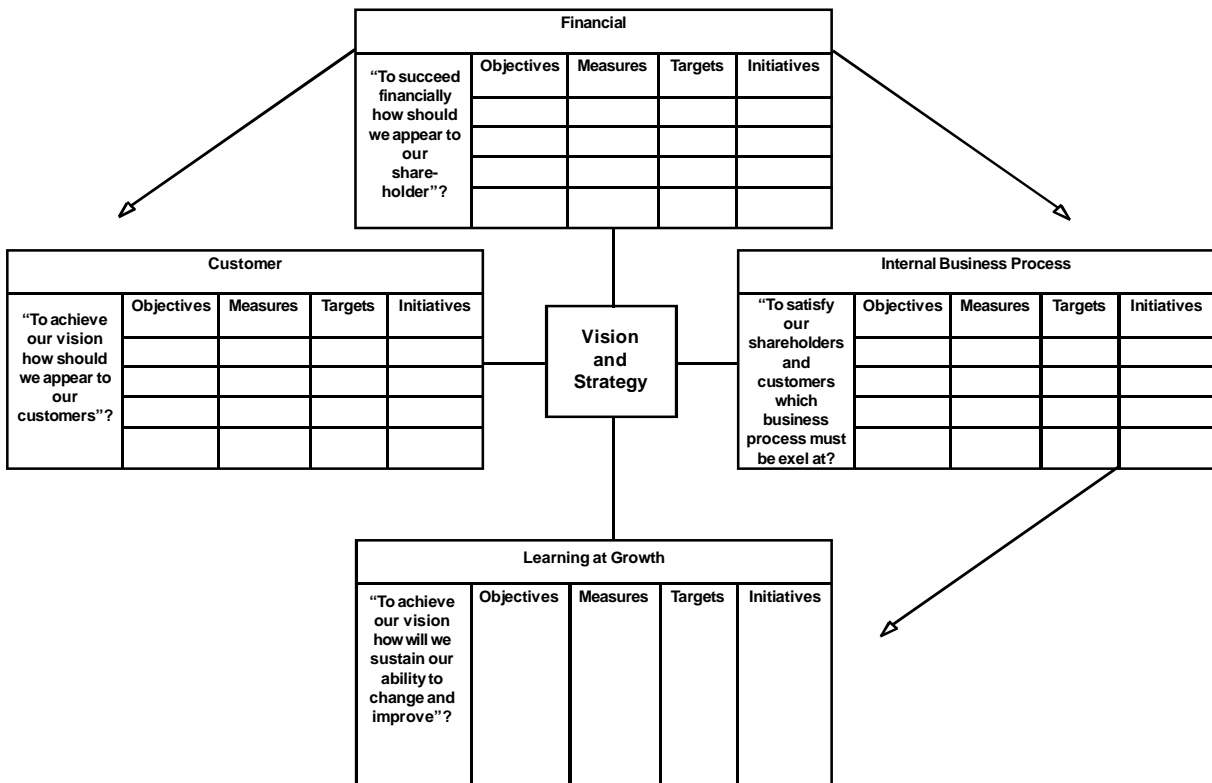 Financial
“To succeed
financially
how should
we appear to
our
share-
holder”?
Objectives Measures Targets Initiatives
Customer
“To achieve
our vision
how should
we appear to
our
customers”?
Objectives Measures Targets Initiatives
Vision
and
Strategy
Internal Business Process
“To satisfy
our
shareholders
and
customers
which
business
process must
be exel at?
Objectives Measures Targets Initiatives
Learning at Growth
“To achieve
our vision
how will we
sustain our
ability to
change and
improve”?
Objectives Measures Targets Initiatives